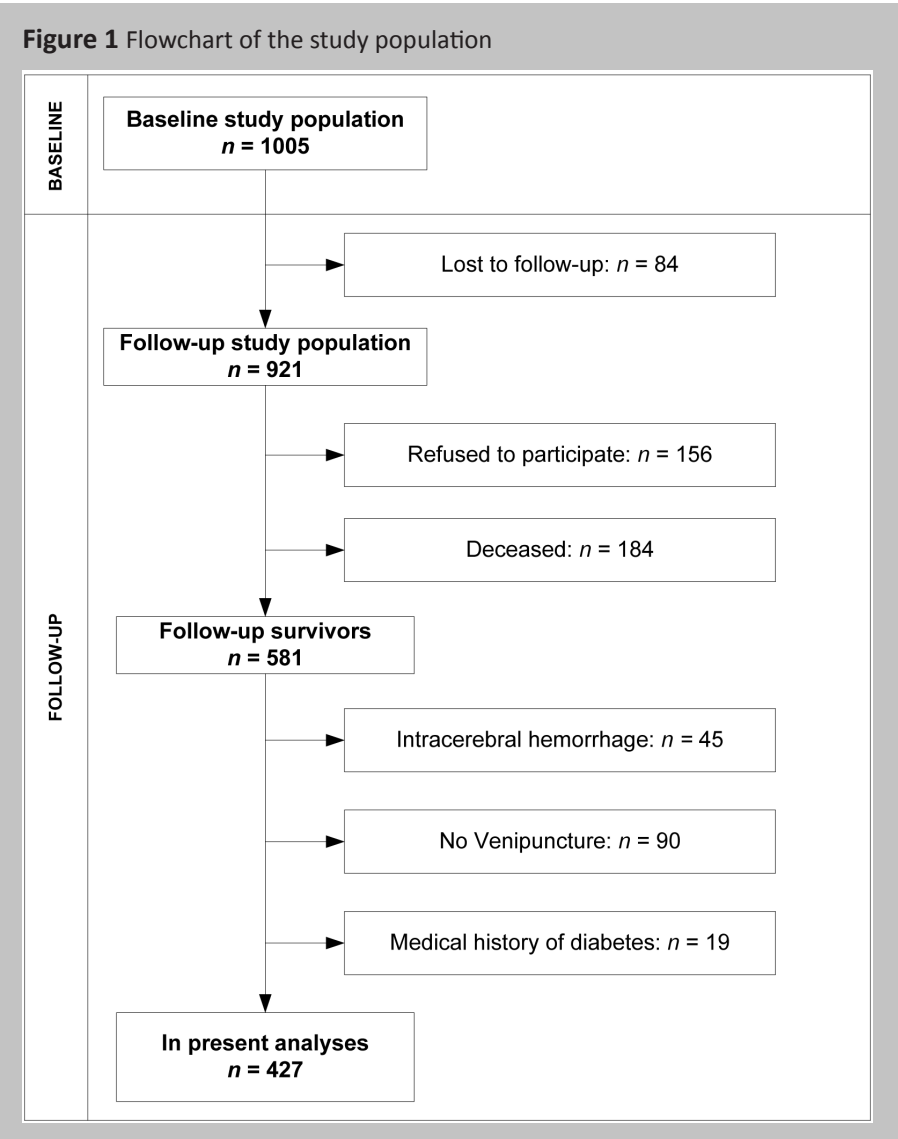 Figure 1 Flowchart of the study population
BASELINE
Baseline study population
n = 1005
FOLLOW-UP
Lost to follow-up: n = 84
Follow-up study population
n = 921
Refused to participate: n = 156
Deceased: n = 184
Follow-up survivors
n = 581
Intracerebral hemorrhage: n = 45
No Venipuncture: n = 90
Medical history of diabetes: n = 19
In present analyses
n = 427